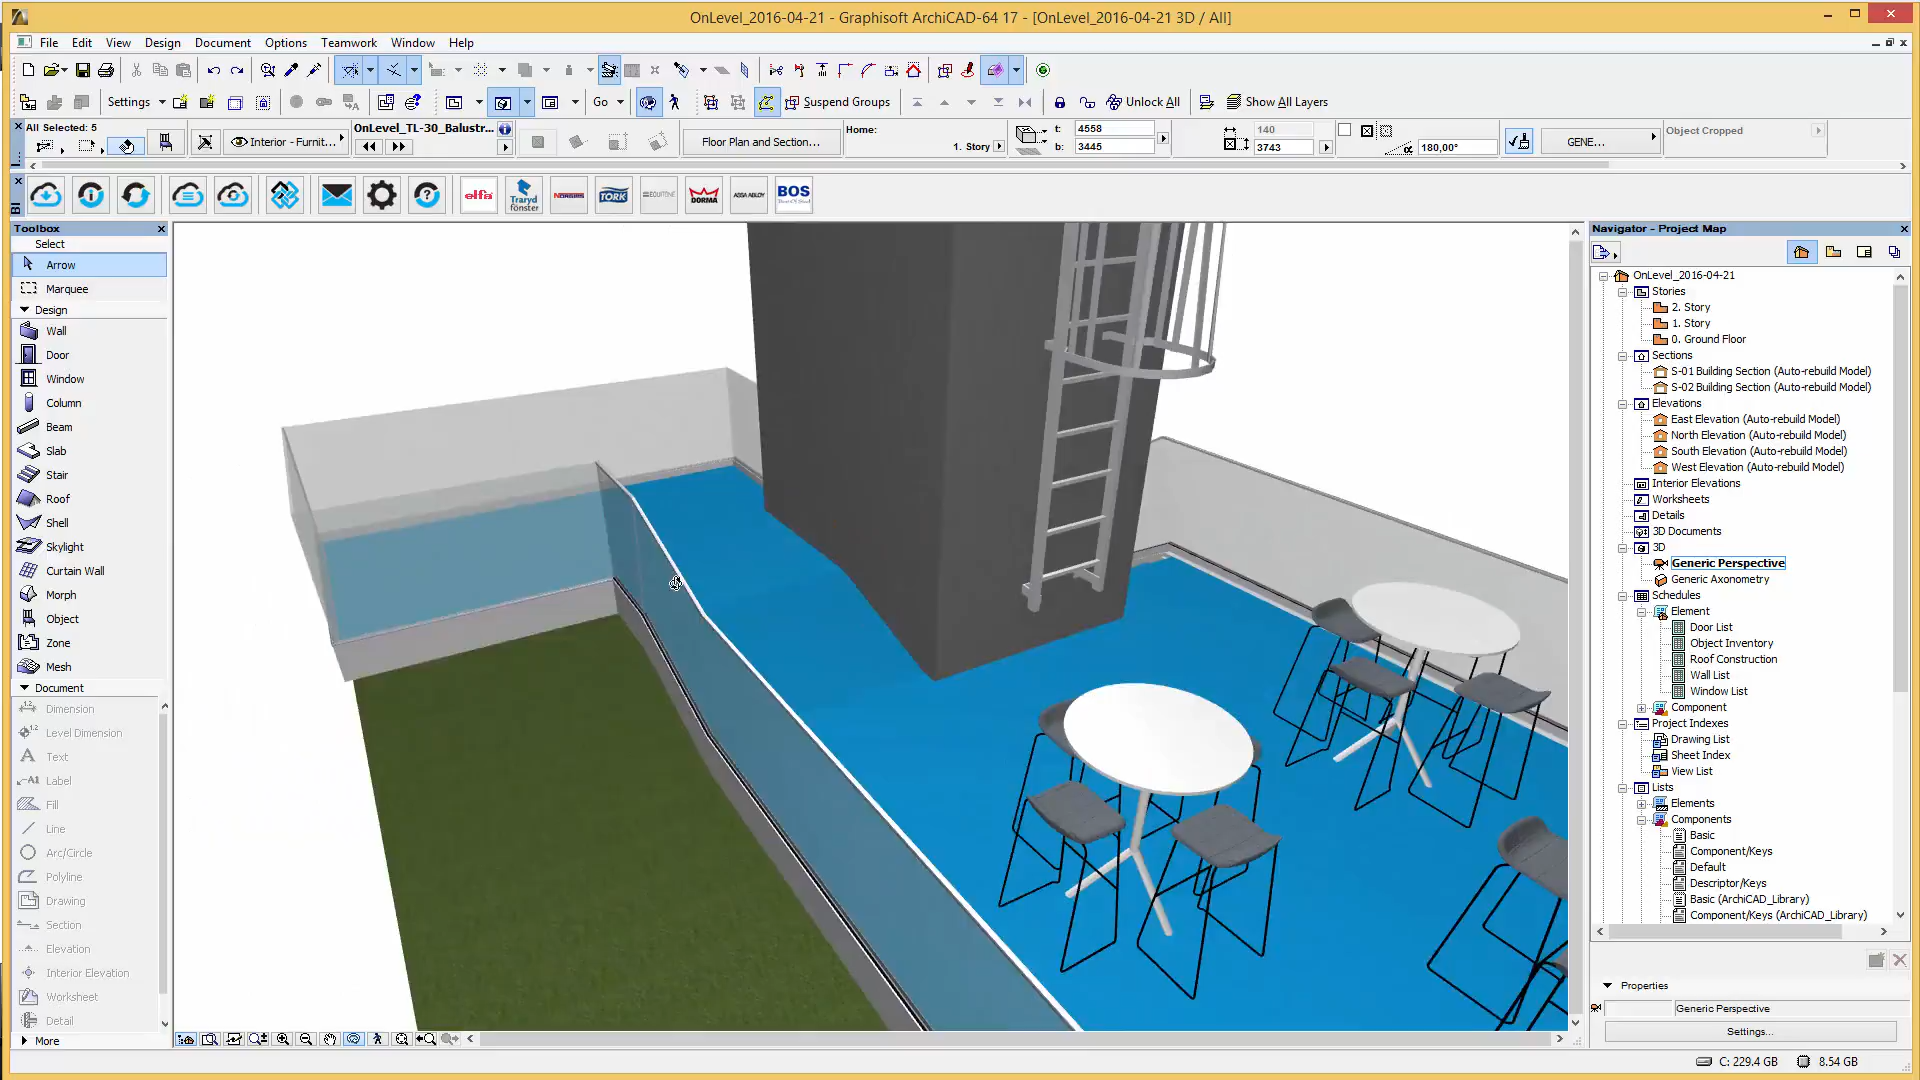 OnLevel_2016-04-21 - Graphisoft ArchiCAD-64 17 - [OnLevel_2016-04-21 3D / All]
File Edit View Design Document Options Teamwork Window Help
Settings Go Suspend Groups Unlock All Show All Layers
All Selected: 5
Interior - Furnit...
OnLevel_TL-30_Balustr...
Floor Plan and Section...
Home:
1. Story
t: 4558
b: 3445
140
3743
180,00°
GENE...
Object Cropped
elfa
Traryd fönster
NORGIPS
TORK
EQUITONE
DORMA
ASSA ABLOY
BOS
Toolbox
Select
Arrow
Marquee
Design
Wall
Door
Window
Column
Beam
Slab
Stair
Roof
Shell
Skylight
Curtain Wall
Morph
Object
Zone
Mesh
Document
Dimension
Level Dimension
Text
Label
Fill
Line
Arc/Circle
Polyline
Drawing
Section
Elevation
Interior Elevation
Worksheet
Detail
More
Navigator - Project Map
OnLevel_2016-04-21
Stories
2. Story
1. Story
0. Ground Floor
Sections
S-01 Building Section (Auto-rebuild Model)
S-02 Building Section (Auto-rebuild Model)
Elevations
East Elevation (Auto-rebuild Model)
North Elevation (Auto-rebuild Model)
South Elevation (Auto-rebuild Model)
West Elevation (Auto-rebuild Model)
Interior Elevations
Worksheets
Details
3D Documents
3D
Generic Perspective
Generic Axonometry
Schedules
Element
Door List
Object Inventory
Roof Construction
Wall List
Window List
Component
Project Indexes
Drawing List
Sheet Index
View List
Lists
Elements
Components
Basic
Component/Keys
Default
Descriptor/Keys
Basic (ArchiCAD_Library)
Component/Keys (ArchiCAD_Library)
Properties
Generic Perspective
Settings...
C: 229.4 GB 8.54 GB